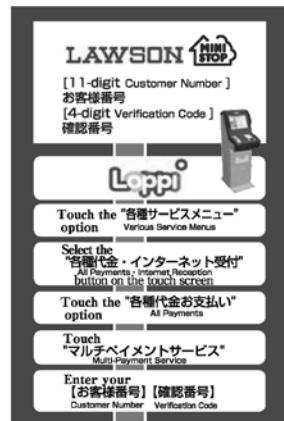 LAWSON MINI STOP
[11-digit Customer Number]
お客様番号
[4-digit Verification Code]
確認番号
Loppi
Touch the "各種サービスメニュー"
option Various Service Menus
Select the
"各種代金・インターネット受付"
All Payments・Internet Reception
button on the touch screen
Touch the "各種代金お支払い"
option All Payments
Touch
"マルチペイメントサービス"
Multi-Payment Service
Enter your
【お客様番号】【確認番号】
Customer Number Verification Code